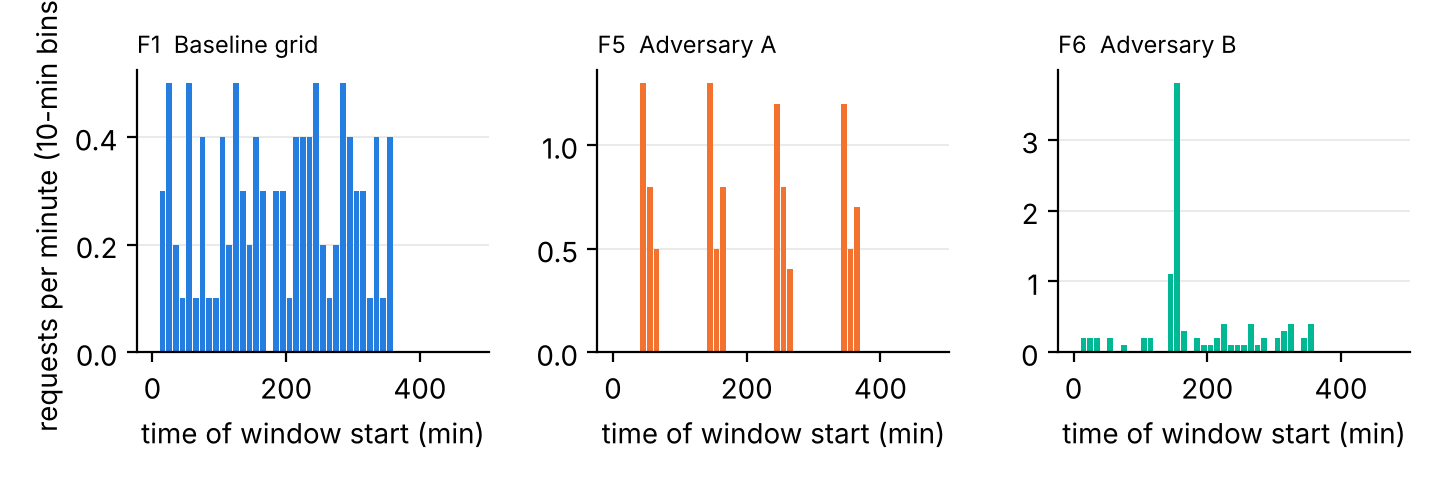 requests per minute (10-min bins
F1 Baseline grid
0.4
0.2
0.0
0 200 400
time of window start (min)
F5 Adversary A
1.0
0.5
0.0
0 200 400
time of window start (min)
F6 Adversary B
3
2
1
0
0 200 400
time of window start (min)